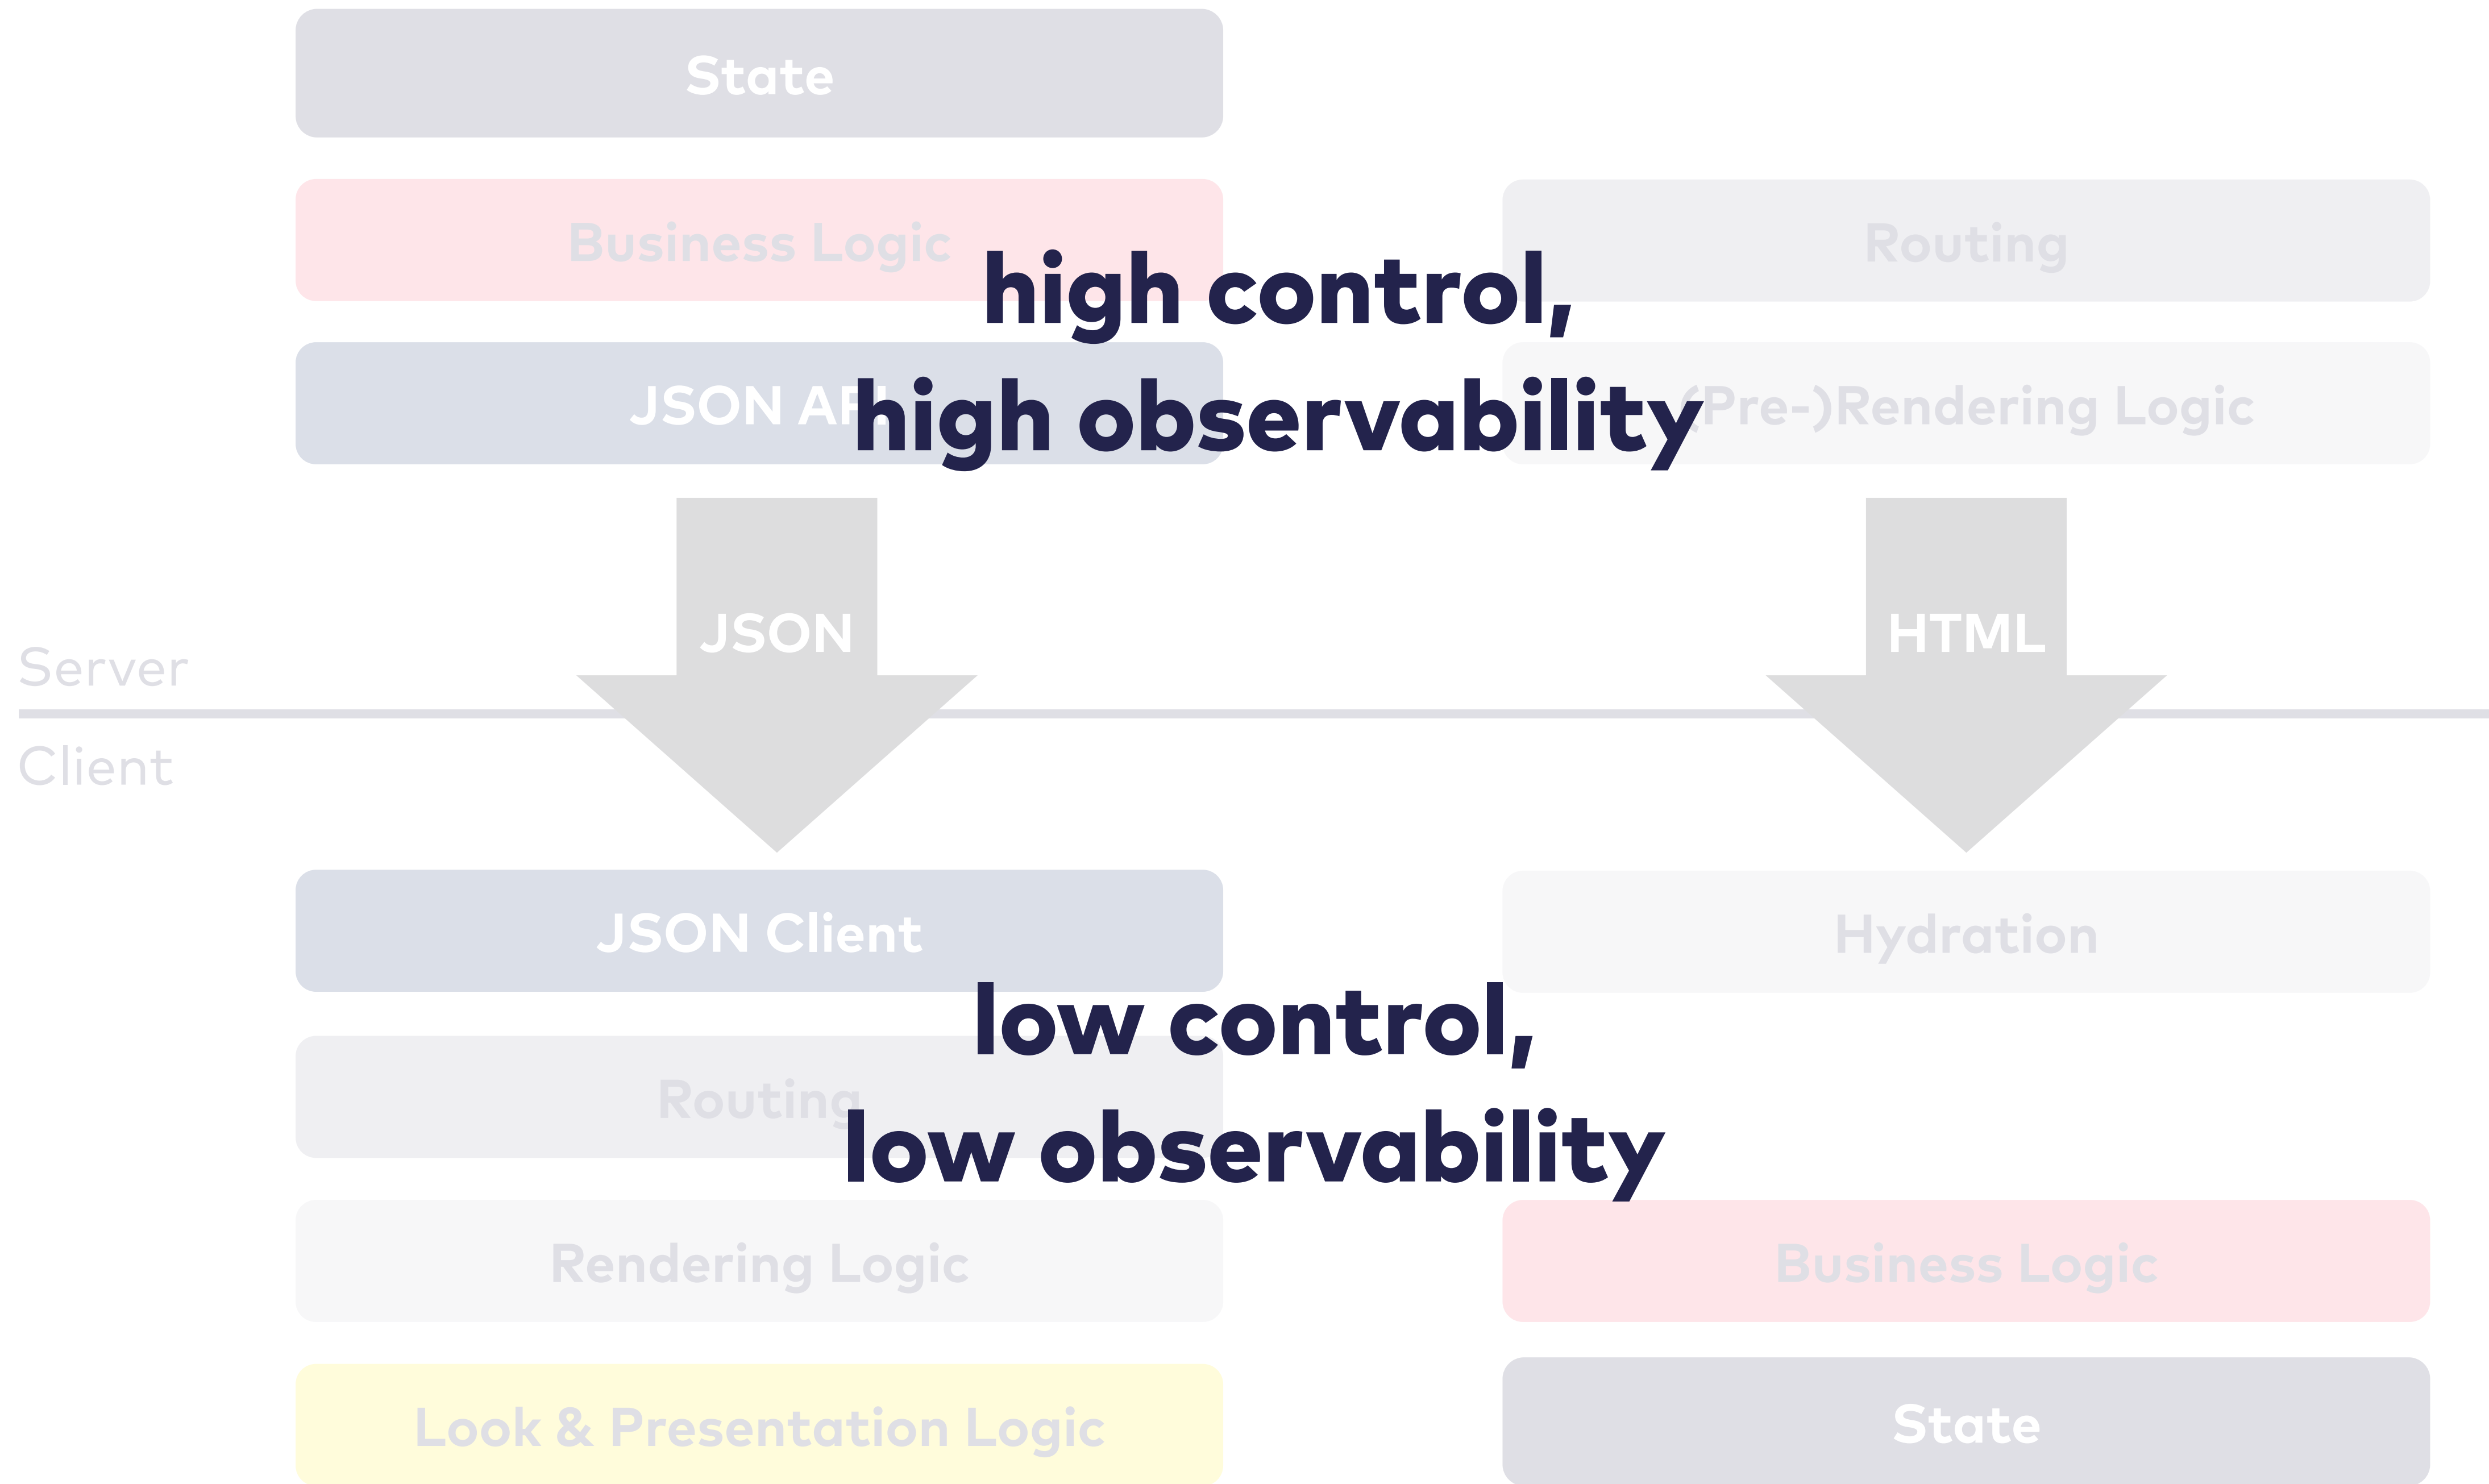 State
Business Logic
Routing
high control,
JSON API
(Pre-)Rendering Logic
high observability
JSON
HTML
Server
Client
JSON Client
Hydration
low control,
Routing
low observability
Rendering Logic
Business Logic
Look & Presentation Logic
State